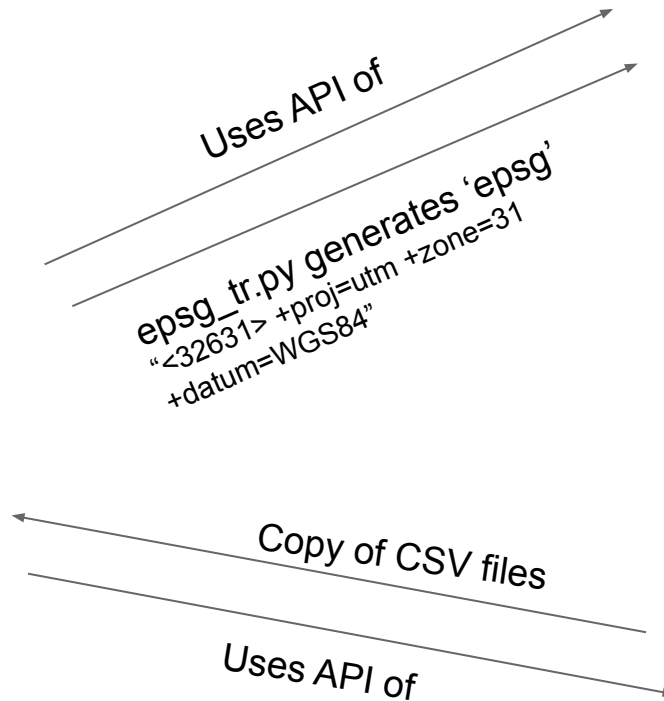 Uses API of
epsg_tr.py generates ‘epsg’
“<32631> +proj=utm +zone=31
+datum=WGS84”
Copy of CSV files
Uses API of